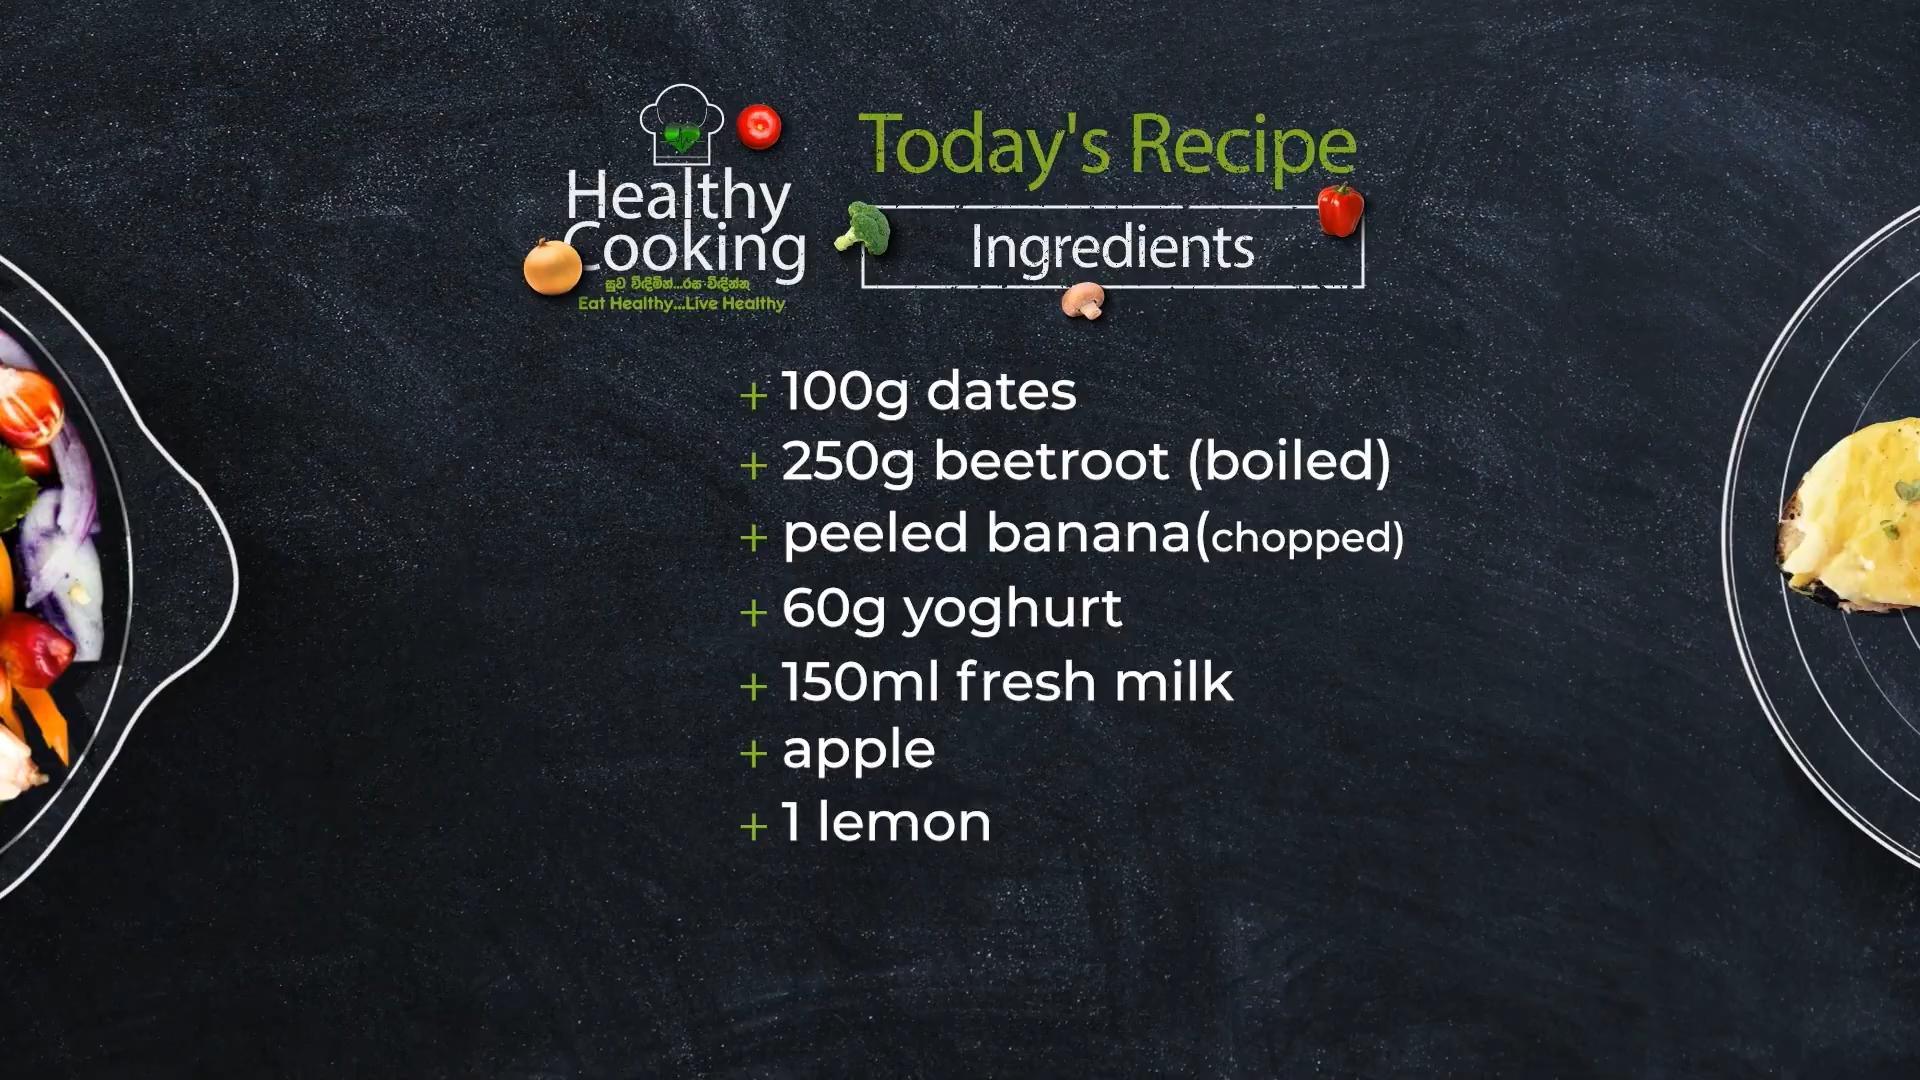 Healthy
Cooking
සුව විඳිමින්...රස විඳින්න
Eat Healthy...Live Healthy
Today's Recipe
Ingredients
+ 100g dates
+ 250g beetroot (boiled)
+ peeled banana(chopped)
+ 60g yoghurt
+ 150ml fresh milk
+ apple
+ 1 lemon